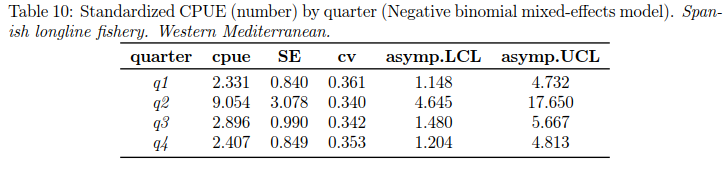 Table 10: Standardized CPUE (number) by quarter (Negative binomial mixed-effects model). Span-
ish longline fishery. Western Mediterranean.
quarter cpue SE cv asymp.LCL asymp.UCL
q1 2.331 0.840 0.361 1.148 4.732
q2 9.054 3.078 0.340 4.645 17.650
q3 2.896 0.990 0.342 1.480 5.667
q4 2.407 0.849 0.353 1.204 4.813